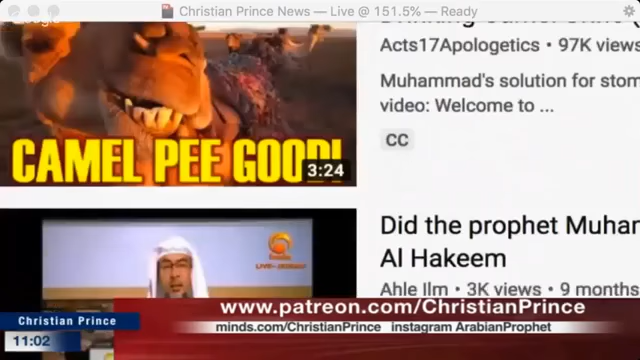 Christian Prince News — Live @ 151.5% — Ready
Acts17Apologetics • 97K views
Muhammad's solution for stom
video: Welcome to ...
CC
CAMEL PEE GOOD!
3:24
Did the prophet Muham
Al Hakeem
Ahle Ilm • 3K views • 9 months
www.patreon.com/ChristianPrince
minds.com/ChristianPrince instagram ArabianProphet
Christian Prince
11:02